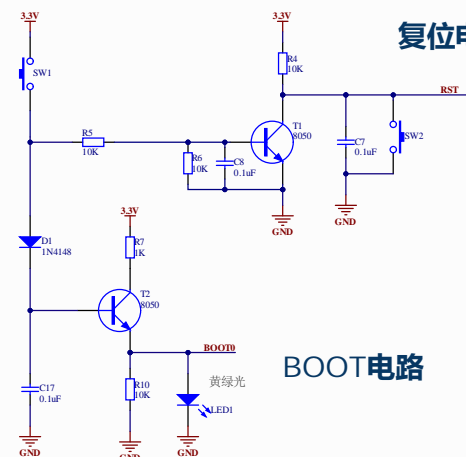 3.3V
3.3V
复位
SW1
R4
10K
RST
R5
10K
T1
8050
R6
10K
C8
0.1uF
C7
0.1uF
SW2
GND
GND
3.3V
D1
1N4148
R7
1K
T2
8050
BOOT0
BOOT电路
黄绿光
C17
0.1uF
R10
10K
LED1
GND
GND
GND